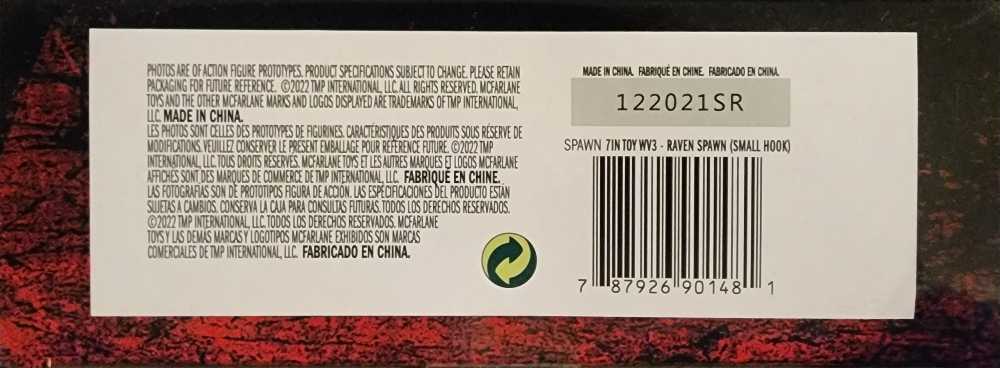 PHOTOS ARE OF ACTION FIGURE PROTOTYPES. PRODUCT SPECIFICATIONS SUBJECT TO CHANGE. PLEASE RETAIN
PACKAGING FOR FUTURE REFERENCE. ©2022 TMP INTERNATIONAL, LLC. ALL RIGHTS RESERVED. MCFARLANE
TOYS AND THE OTHER MCFARLANE MARKS AND LOGOS DISPLAYED ARE TRADEMARKS OF TMP INTERNATIONAL,
LLC. MADE IN CHINA.
LES PHOTOS SONT CELLES DES PROTOTYPES DE FIGURINES. CARACTÉRISTIQUES DES PRODUITS SOUS RÉSERVE DE
MODIFICATIONS. VEUILLEZ CONSERVER LE PRÉSENT EMBALLAGE POUR RÉFÉRENCE FUTURE. ©2022 TMP
INTERNATIONAL, LLC. TOUS DROITS RÉSERVÉS. MCFARLANE TOYS ET LES AUTRES MARQUES ET LOGOS MCFARLANE
AFFICHÉS SONT DES MARQUES DE COMMERCE DE TMP INTERNATIONAL, LLC. FABRIQUÉ EN CHINE.
LAS FOTOGRAFÍAS SON DE PROTOTIPOS FIGURA DE ACCIÓN. LAS ESPECIFICACIONES DEL PRODUCTO ESTÁN
SUJETAS A CAMBIOS. CONSERVA LA CAJA PARA CONSULTAS FUTURAS. TODOS LOS DERECHOS RESERVADOS.
©2022 TMP INTERNATIONAL, LLC. TODOS LOS DERECHOS RESERVADOS. MCFARLANE
TOYS Y LAS DEMÁS MARCAS Y LOGOTIPOS MCFARLANE EXHIBIDOS SON MARCAS
COMERCIALES DE TMP INTERNATIONAL, LLC. FABRICADO EN CHINA.
MADE IN CHINA. FABRIQUÉ EN CHINE. FABRICADO EN CHINA.
122021SR
SPAWN 7IN TOY WV3 - RAVEN SPAWN (SMALL HOOK)
7 87926 90148 1